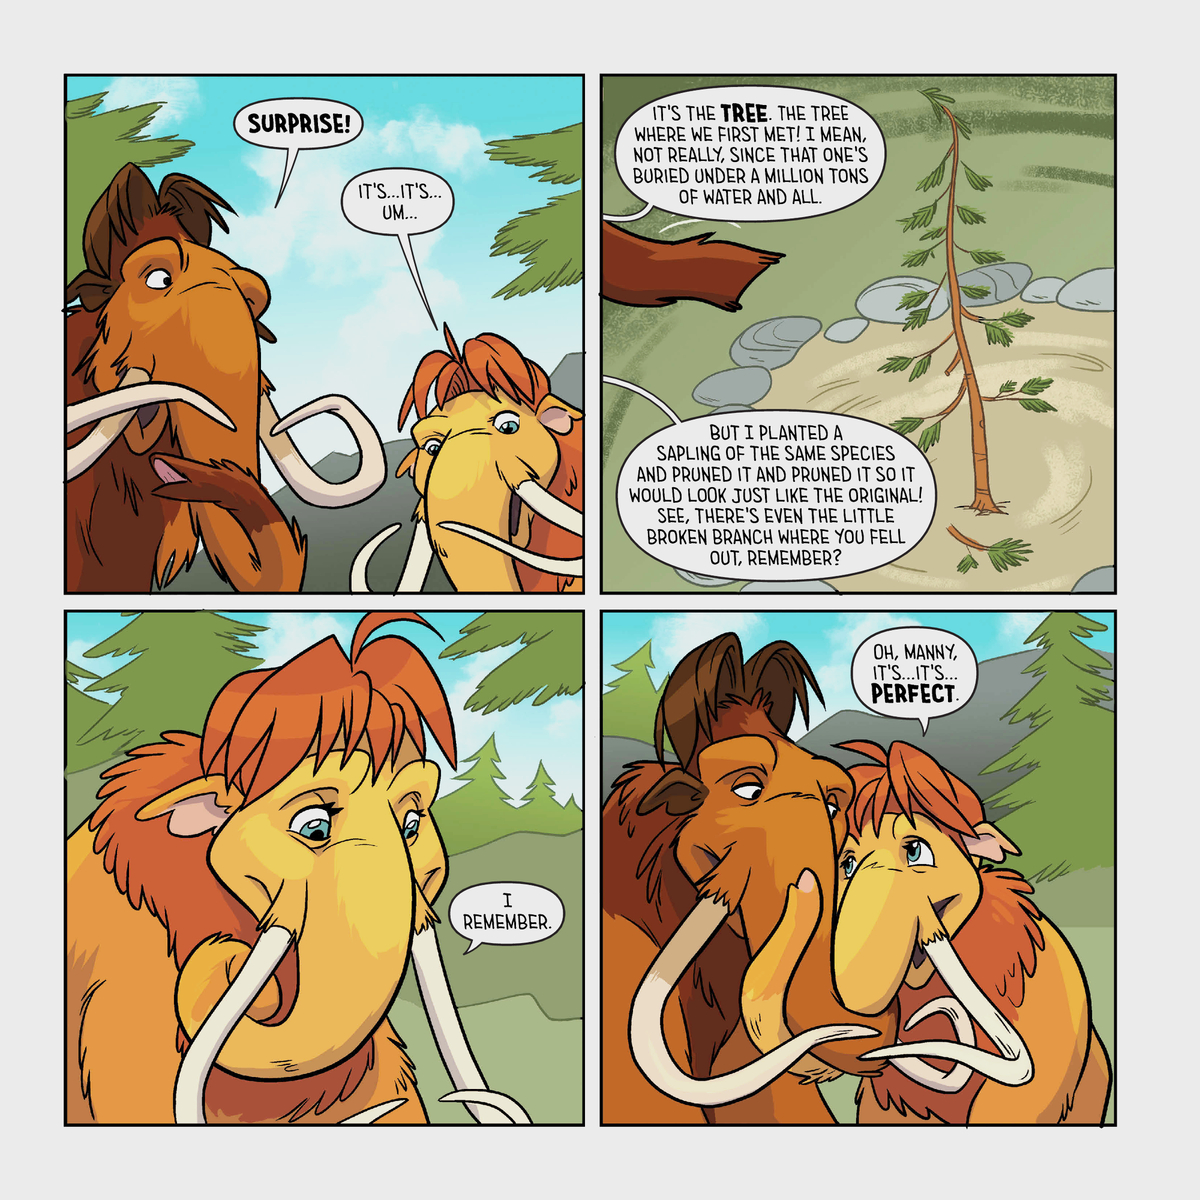 SURPRISE!
IT'S...IT'S...
UM...
IT'S THE TREE. THE TREE
WHERE WE FIRST MET! I MEAN,
NOT REALLY, SINCE THAT ONE'S
BURIED UNDER A MILLION TONS
OF WATER AND ALL.
BUT I PLANTED A
SAPLING OF THE SAME SPECIES
AND PRUNED IT AND PRUNED IT SO IT
WOULD LOOK JUST LIKE THE ORIGINAL!
SEE, THERE'S EVEN THE LITTLE
BROKEN BRANCH WHERE YOU FELL
OUT, REMEMBER?
I
REMEMBER.
OH, MANNY,
IT'S...IT'S...
PERFECT.